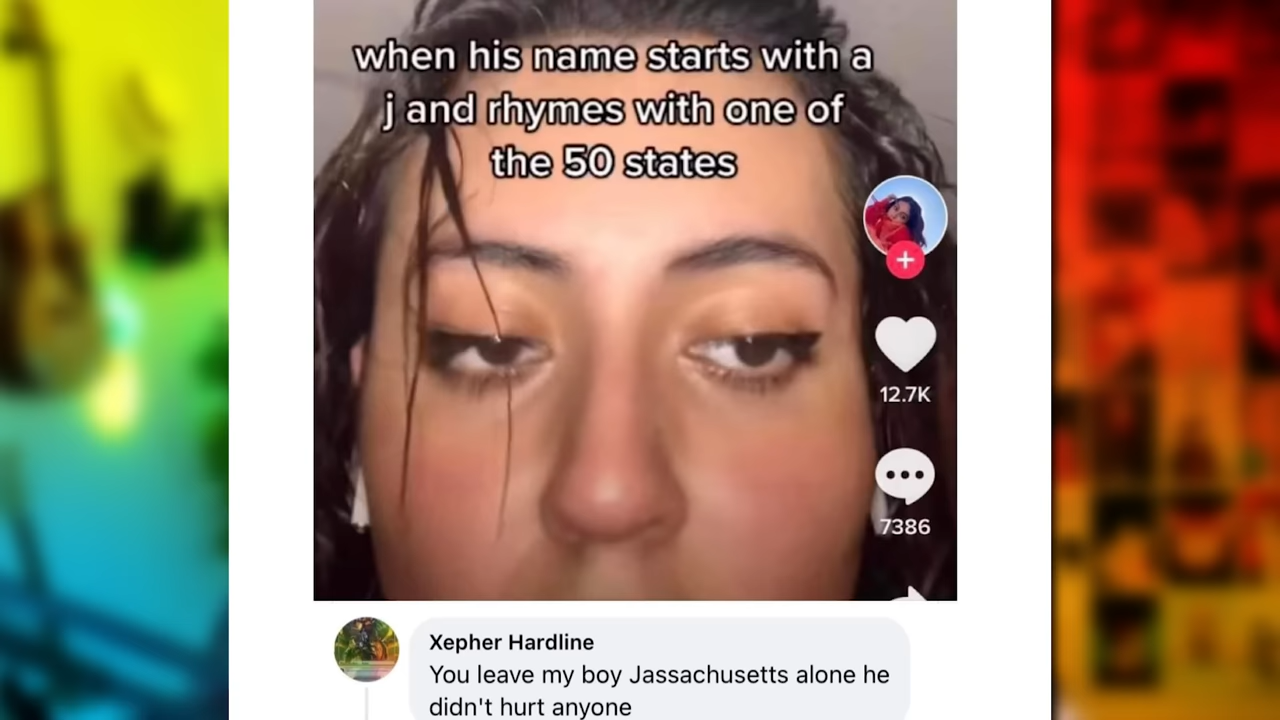 when his name starts with a
j and rhymes with one of
the 50 states
12.7K
7386
Xepher Hardline
You leave my boy Jassachusetts alone he
didn't hurt anyone